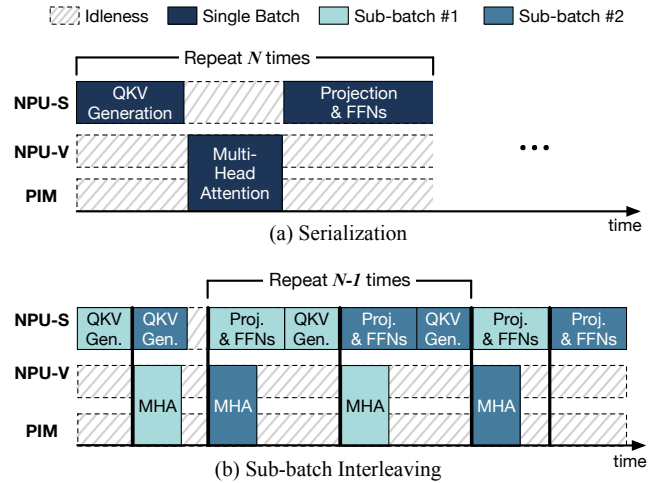 Idleness Single Batch Sub-batch #1 Sub-batch #2
Repeat N times
NPU-S
QKV
Generation
Projection
& FFNs
NPU-V
PIM
Multi-
Head
Attention
...
time
(a) Serialization
Repeat N-1 times
NPU-S
QKV
Gen.
QKV
Gen.
Proj.
& FFNs
QKV
Gen.
Proj.
& FFNs
QKV
Gen.
Proj.
& FFNs
Proj.
& FFNs
NPU-V
PIM
MHA
MHA
MHA
MHA
time
(b) Sub-batch Interleaving